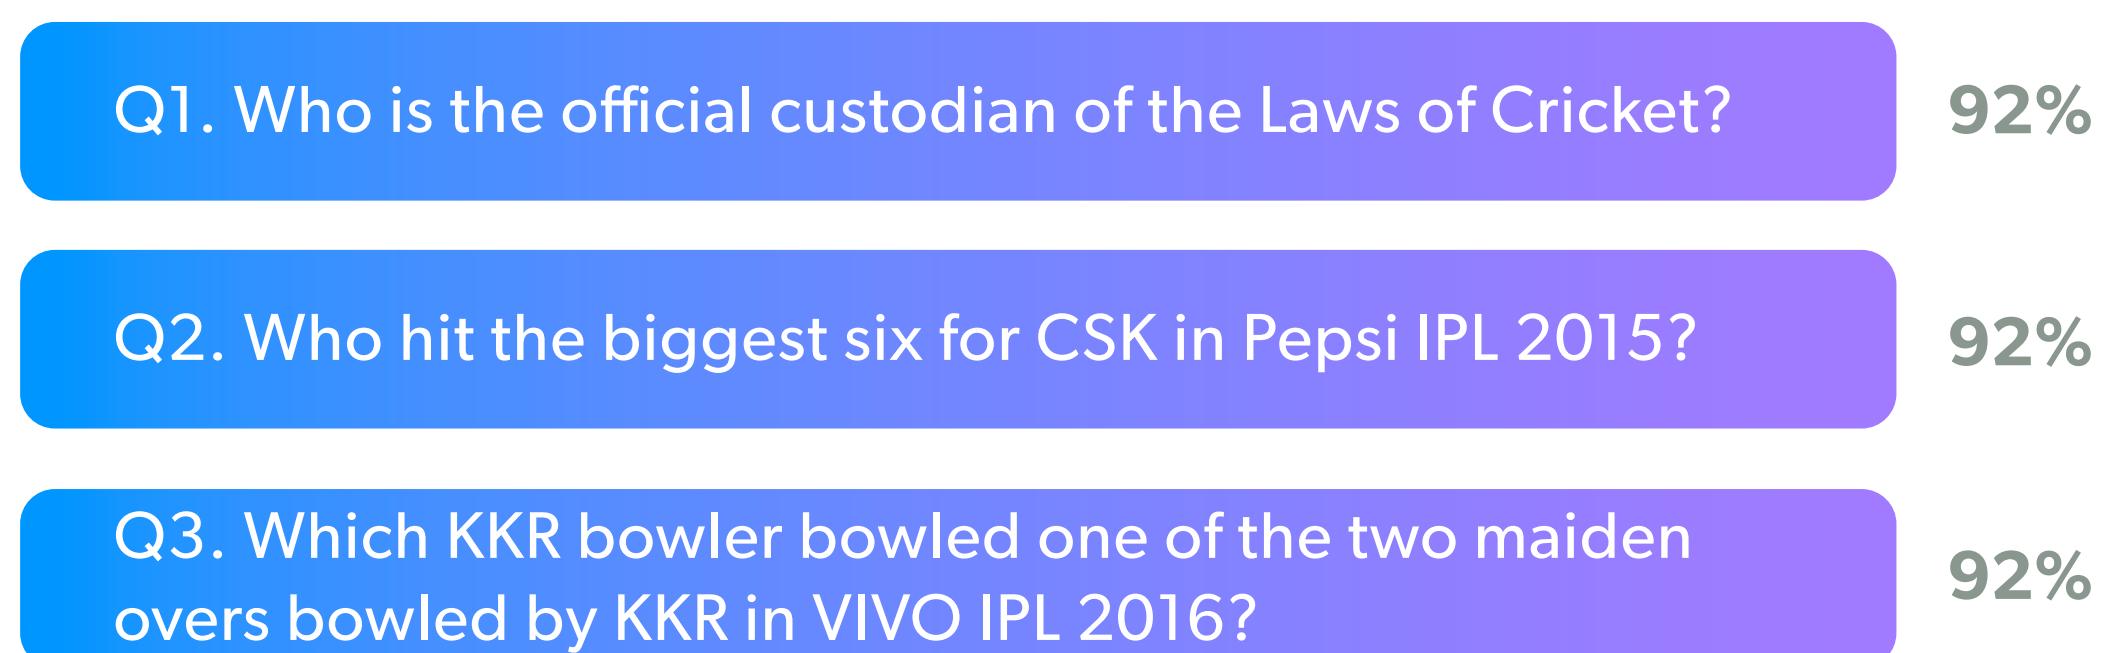 Q1. Who is the official custodian of the Laws of Cricket?
92%
Q2. Who hit the biggest six for CSK in Pepsi IPL 2015?
92%
Q3. Which KKR bowler bowled one of the two maiden
overs bowled by KKR in VIVO IPL 2016?
92%